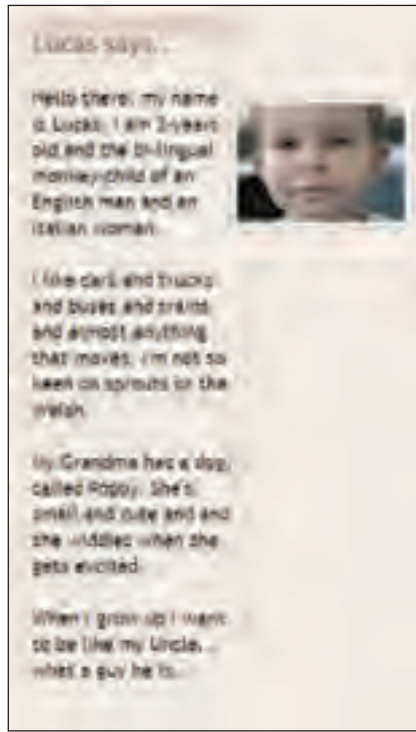 Lucas says...
Hello there, my name
is Lucas. I am 3-years
old and the bi-lingual
monkey-child of an
English man and an
Italian woman.
I like cars and trucks
and buses and trains
and almost anything
that moves. I'm not so
keen on sprouts or the
Welsh.
My Grandma has a dog,
called Poppy. She's
small and cute and and
she widdles when she
gets excited.
When I grow up I want
to be like my Uncle...
what a guy he is...